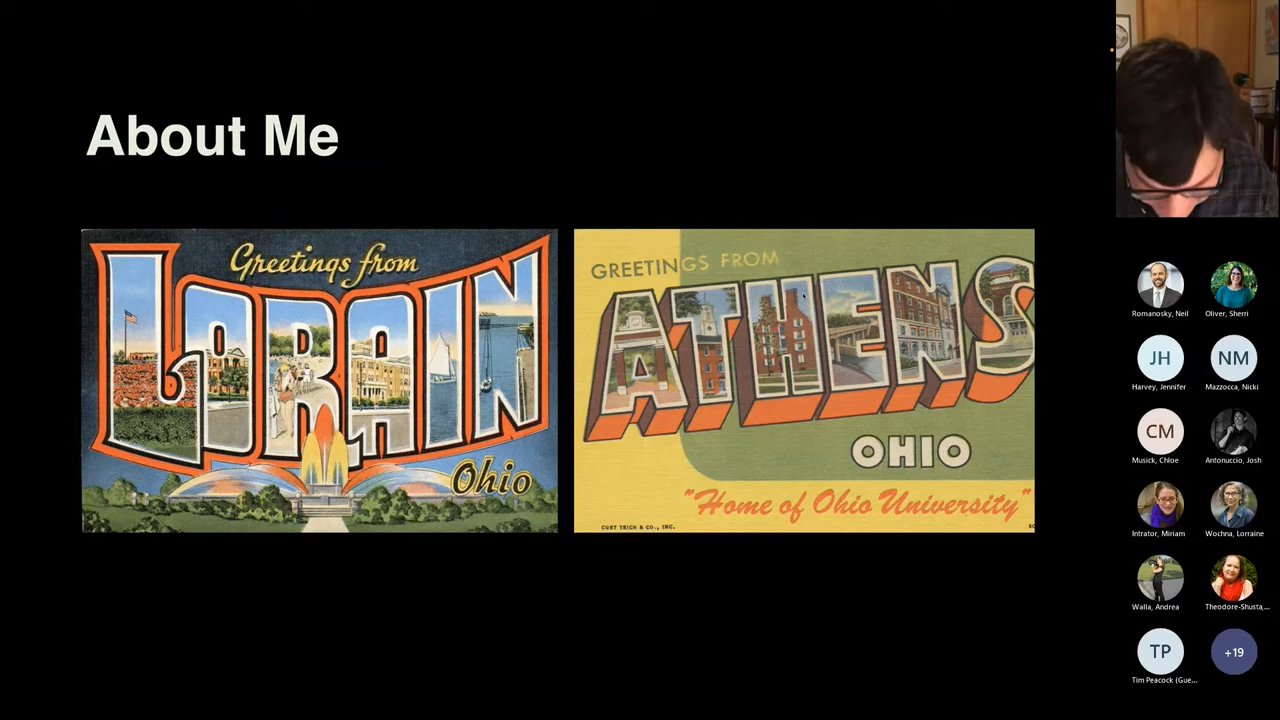 About Me
Greetings from
LORAIN
Ohio
GREETINGS FROM
ATHENS
OHIO
"Home of Ohio University"
CURT TEICH & CO., INC.
Romanosky, Neil
Oliver, Sherri
JH
NM
Harvey, Jennifer
Mazzocca, Nicki
CM
Musick, Chloe
Antonuccio, Josh
Intrator, Miriam
Wochna, Lorraine
Walla, Andrea
Theodore-Shusta,...
TP
+19
Tim Peacock (Gue...